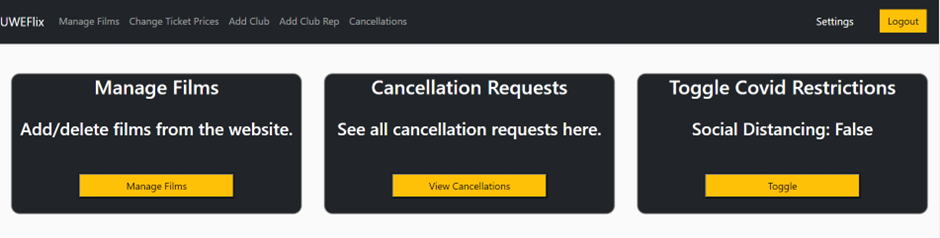 UWEFlix Manage Films Change Ticket Prices Add Club Add Club Rep Cancellations Settings Logout
Manage Films
Add/delete films from the website.
Manage Films
Cancellation Requests
See all cancellation requests here.
View Cancellations
Toggle Covid Restrictions
Social Distancing: False
Toggle